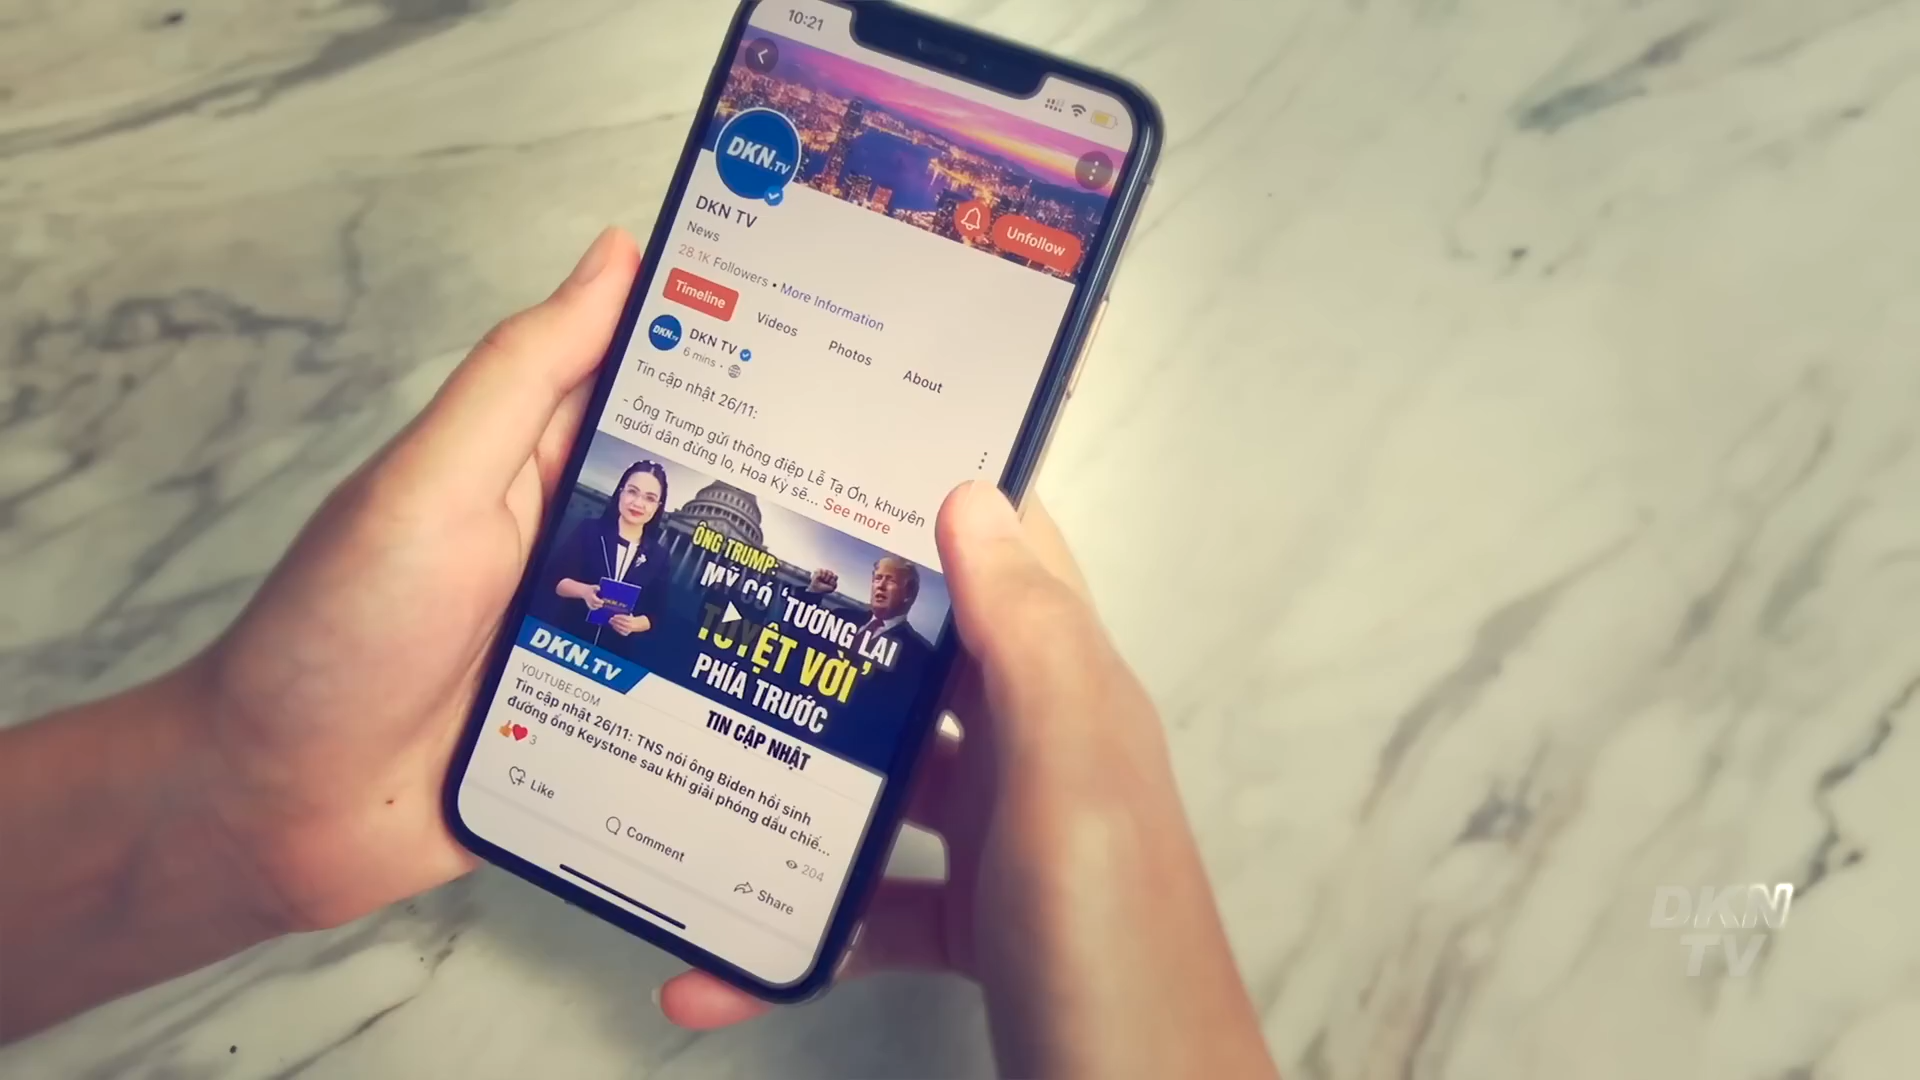 10:21
DKN.TV
Unfollow
DKN TV
News
28.1K Followers • More Information
Timeline
Videos
Photos
About
DKN.TV
DKN TV
6 mins ·
Tin cập nhật 26/11:
- Ông Trump gửi thông điệp Lễ Tạ Ơn, khuyên
người dân đừng lo, Hoa Kỳ sẽ... See more
ÔNG TRUMP:
MỸ CÓ 'TƯƠNG LAI
TUYỆT VỜI'
PHÍA TRƯỚC
DKN.TV
DKN.TV
TIN CẬP NHẬT
YOUTUBE.COM
Tin cập nhật 26/11: TNS nói ông Biden hồi sinh
đường ống Keystone sau khi giải phóng dầu chiế...
3
204
Like
Comment
Share
DKN
TV